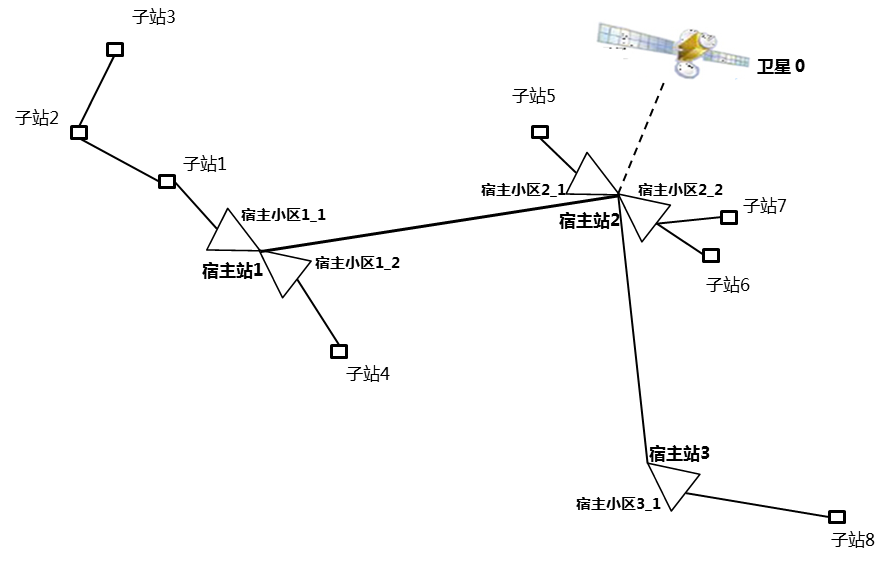 子站3
卫星 0
子站5
子站2
子站1
宿主小区2_1
宿主小区2_2
子站7
宿主小区1_1
宿主站2
宿主站1
宿主小区1_2
子站6
子站4
宿主站3
宿主小区3_1
子站8